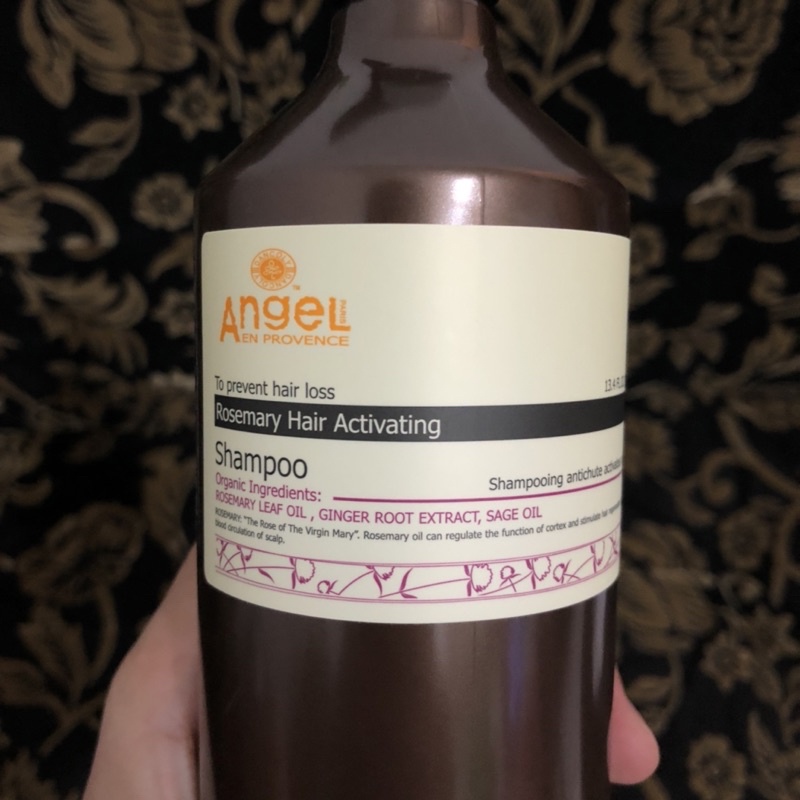 AngeL
PARIS
EN PROVENCE
To prevent hair loss
Rosemary Hair Activating
Shampoo
Shampooing antichute
Organic Ingredients:
ROSEMARY LEAF OIL , GINGER ROOT EXTRACT, SAGE OIL
ROSEMARY: "The Rose of The Virgin Mary". Rosemary oil can regulate the function of cortex and stimulate hair
blood circulation of scalp.